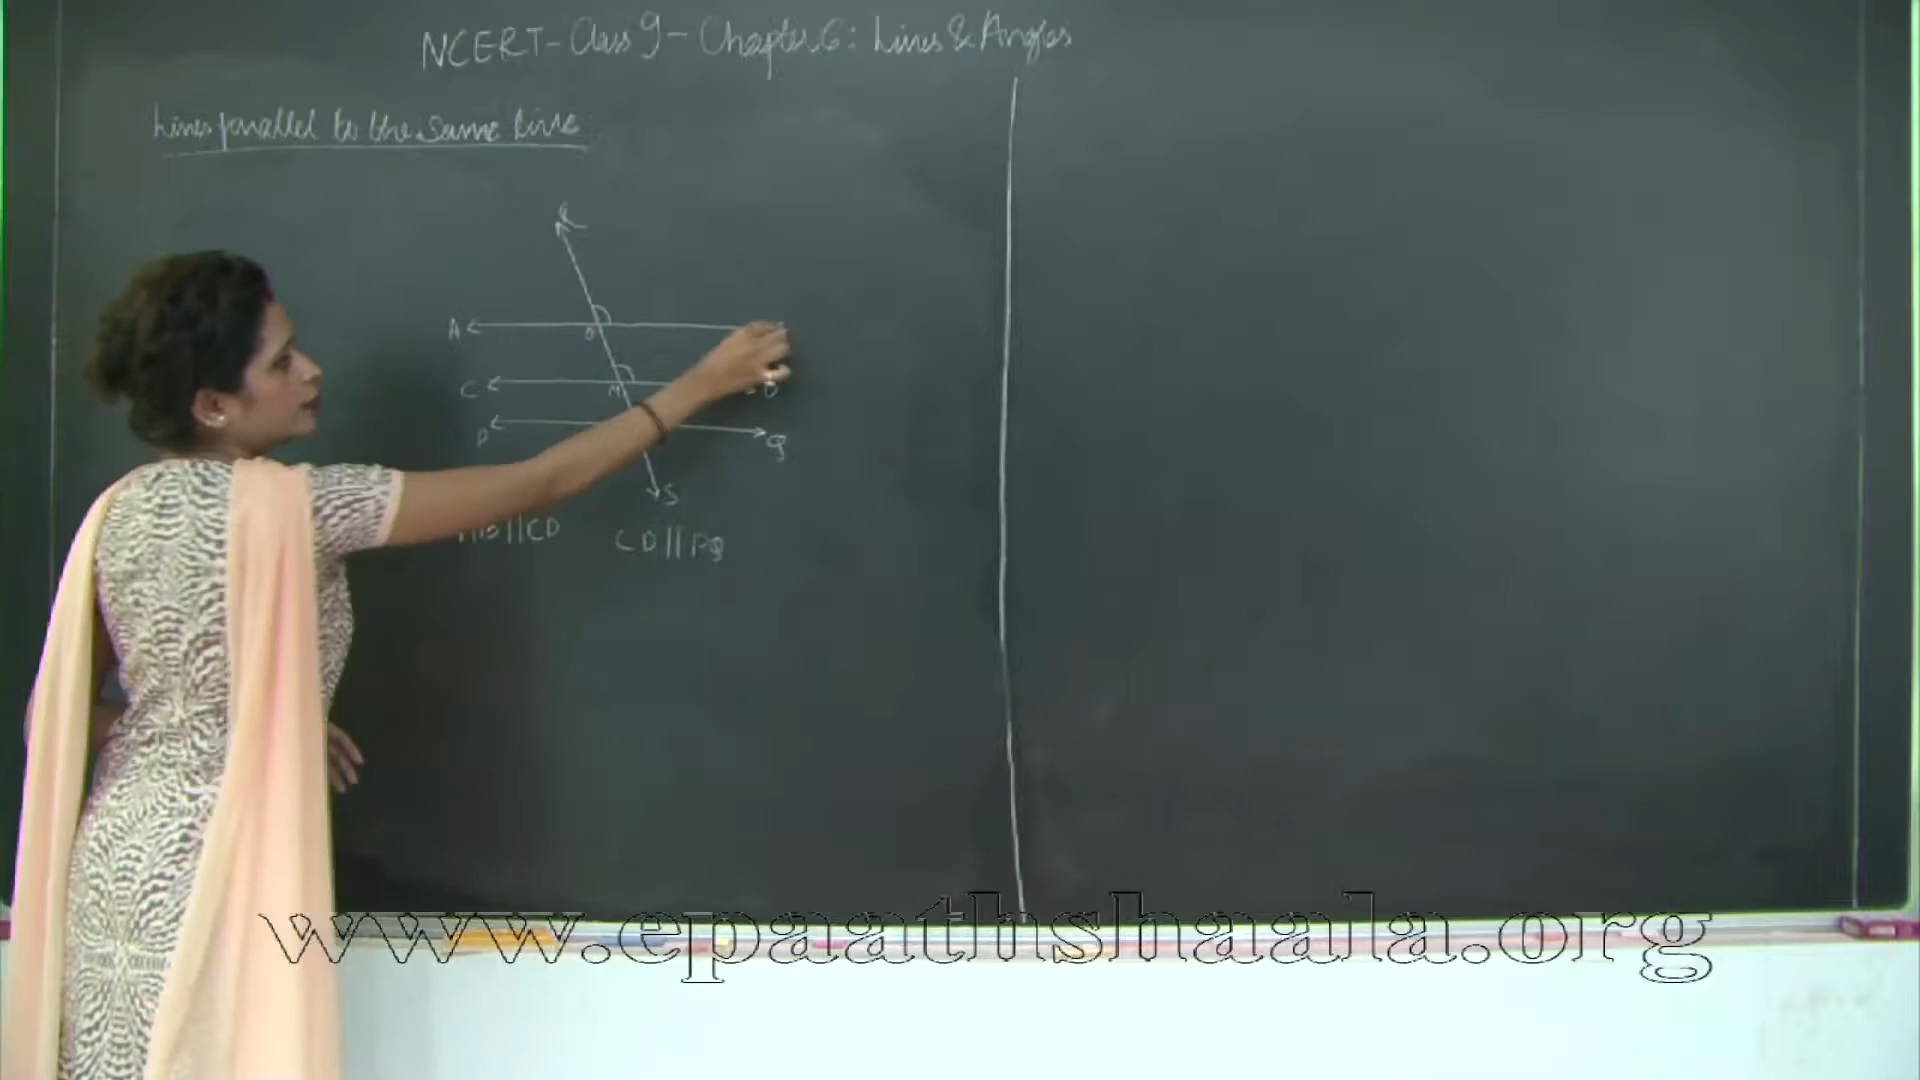 NCERT - Class 9 - Chapter 6: Lines & Angles
Lines parallel to the same line
R
A
O
C
M
D
P
Q
S
||CD CD||PQ
www.epaathshaala.org